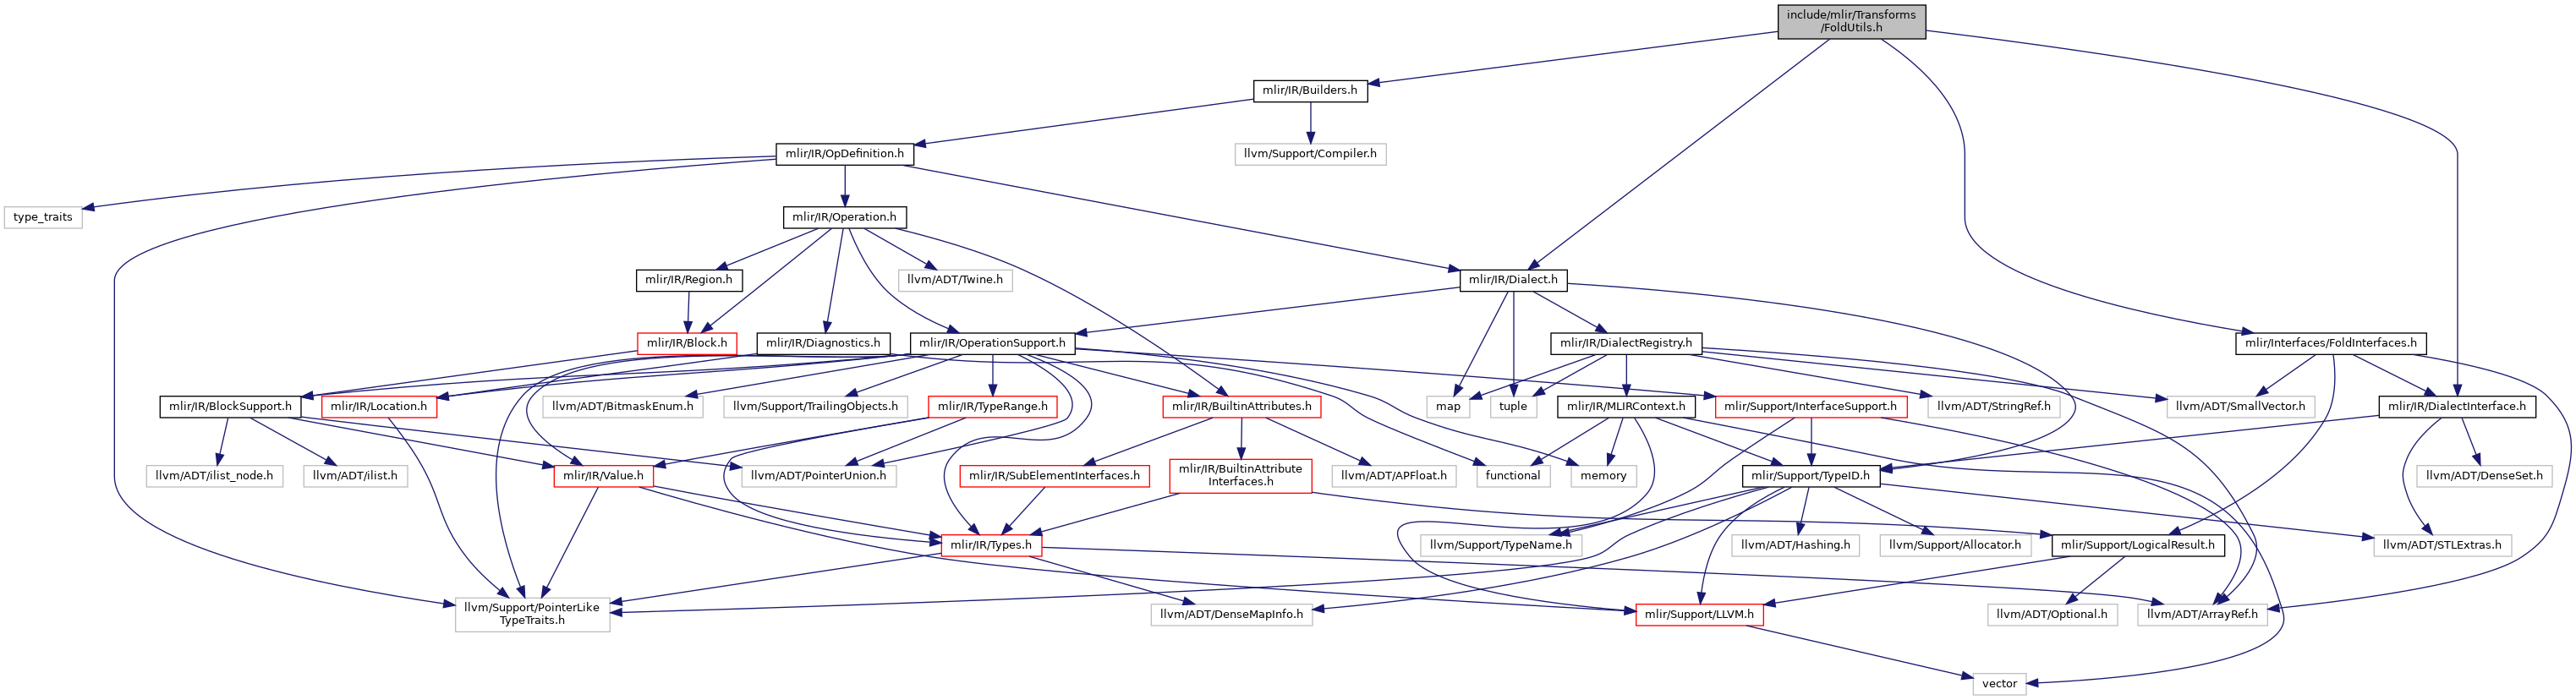 include/mlir/Transforms
/FoldUtils.h
mlir/IR/Builders.h
mlir/IR/OpDefinition.h
llvm/Support/Compiler.h
type_traits
mlir/IR/Operation.h
mlir/IR/Region.h
llvm/ADT/Twine.h
mlir/IR/Dialect.h
mlir/IR/Block.h
mlir/IR/Diagnostics.h
mlir/IR/OperationSupport.h
mlir/IR/DialectRegistry.h
mlir/Interfaces/FoldInterfaces.h
mlir/IR/BlockSupport.h
mlir/IR/Location.h
llvm/ADT/BitmaskEnum.h
llvm/Support/TrailingObjects.h
mlir/IR/TypeRange.h
mlir/IR/BuiltinAttributes.h
map
tuple
mlir/IR/MLIRContext.h
mlir/Support/InterfaceSupport.h
llvm/ADT/StringRef.h
llvm/ADT/SmallVector.h
mlir/IR/DialectInterface.h
llvm/ADT/ilist_node.h
llvm/ADT/ilist.h
mlir/IR/Value.h
llvm/ADT/PointerUnion.h
mlir/IR/SubElementInterfaces.h
mlir/IR/BuiltinAttribute
Interfaces.h
llvm/ADT/APFloat.h
functional
memory
mlir/Support/TypeID.h
llvm/ADT/DenseSet.h
mlir/IR/Types.h
llvm/Support/TypeName.h
llvm/ADT/Hashing.h
llvm/Support/Allocator.h
mlir/Support/LogicalResult.h
llvm/ADT/STLExtras.h
llvm/Support/PointerLike
TypeTraits.h
llvm/ADT/DenseMapInfo.h
mlir/Support/LLVM.h
llvm/ADT/Optional.h
llvm/ADT/ArrayRef.h
vector